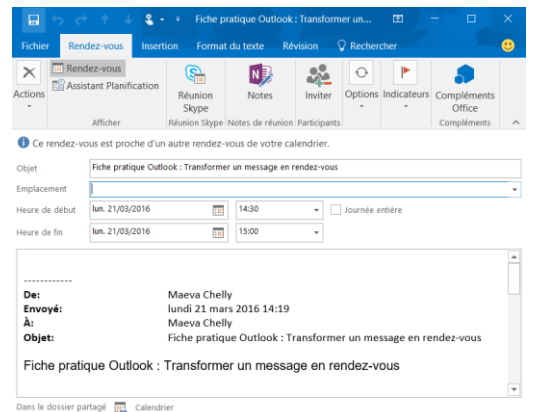 Fiche pratique Outlook : Transformer un...
Fichier Rendez-vous Insertion Format du texte Révision Rechercher
Actions
Rendez-vous
Assistant Planification
Afficher
Réunion Skype
Réunion Skype
Notes
Notes de réunion
Inviter
Participants
Options
Indicateurs
Compléments Office
Compléments
Ce rendez-vous est proche d'un autre rendez-vous de votre calendrier.
Objet Fiche pratique Outlook : Transformer un message en rendez-vous
Emplacement
Heure de début lun. 21/03/2016 14:30 Journée entière
Heure de fin lun. 21/03/2016 15:00
------------
De: Maeva Chelly
Envoyé: lundi 21 mars 2016 14:19
À: Maeva Chelly
Objet: Fiche pratique Outlook : Transformer un message en rendez-vous
Fiche pratique Outlook : Transformer un message en rendez-vous
Dans le dossier partagé Calendrier